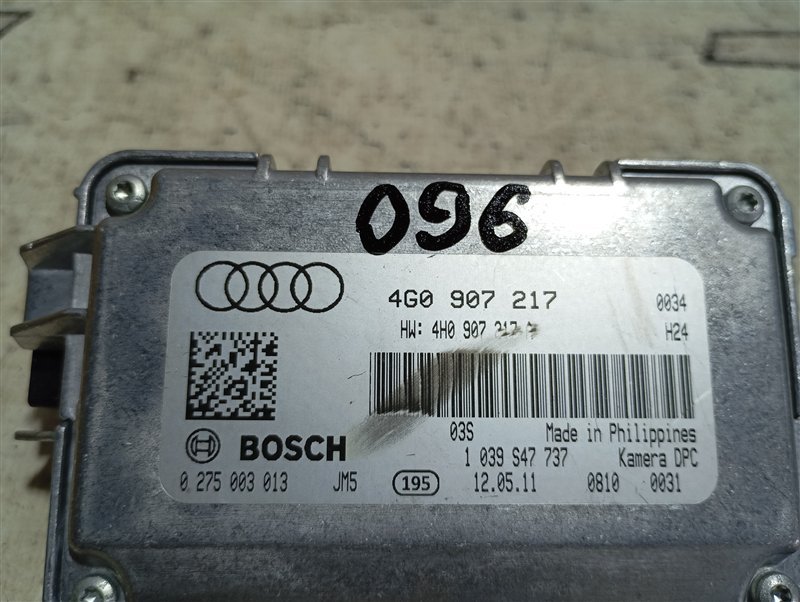 096
4G0 907 217 0034
HW: 4H0 907 217 H24
03S Made in Philippines
BOSCH 1 039 S47 737 Kamera DPC
0 275 003 013 JM5 195 12.05.11 0810 0031